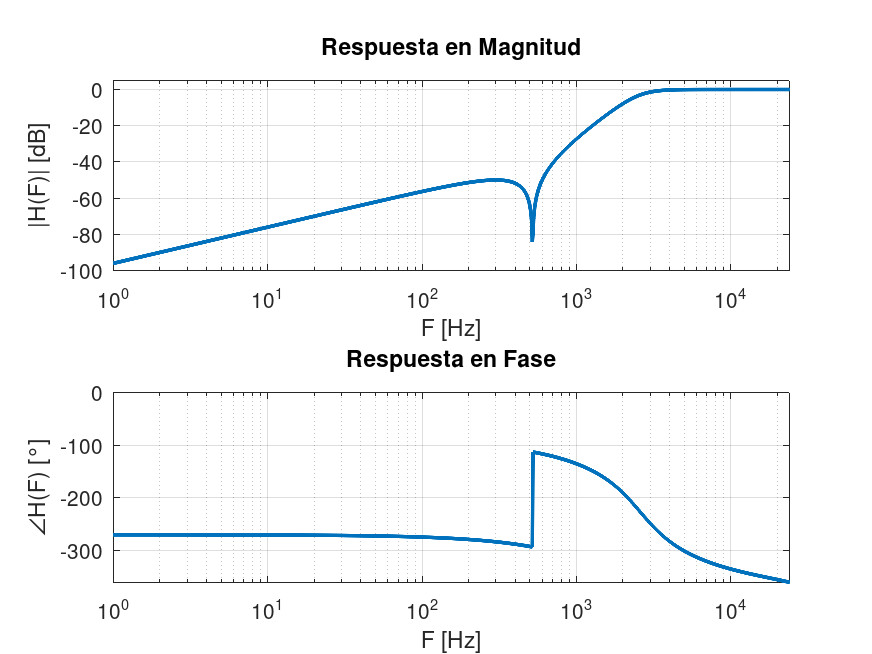 Respuesta en Magnitud
|H(F)| [dB]
0
-20
-40
-60
-80
-100
10^0 10^1 10^2 10^3 10^4
F [Hz]
Respuesta en Fase
∠H(F) [°]
0
-100
-200
-300
10^0 10^1 10^2 10^3 10^4
F [Hz]